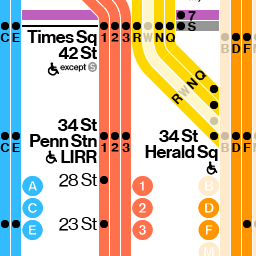 7
S
C E
Times Sq
42 St
except S
1 2 3
R W N Q
B D F
R W N Q
34 St
Penn Stn
LIRR
C E
1 2 3
34 St
Herald Sq
B D F
A
28 St
1
B
C
2
D
E
23 St
3
F
N